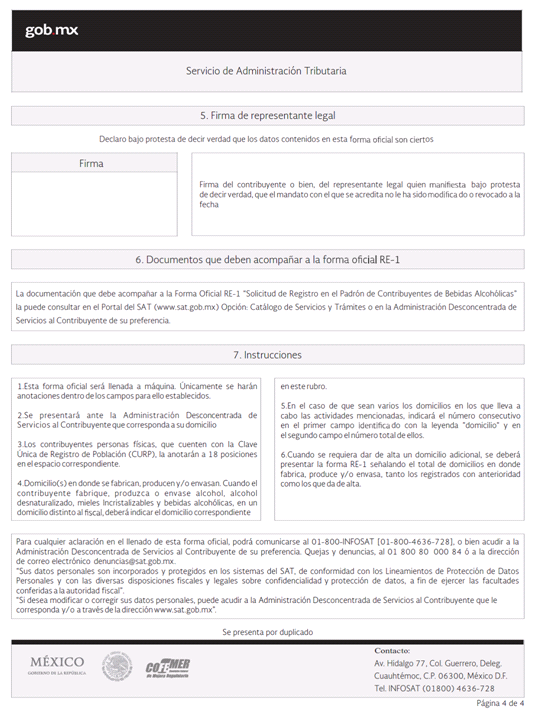 gob.mx
Servicio de Administración Tributaria
5. Firma de representante legal
Declaro bajo protesta de decir verdad que los datos contenidos en esta forma oficial son ciertos
Firma
Firma del contribuyente o bien, del representante legal quien manifiesta bajo protesta
de decir verdad, que el mandato con el que se acredita no le ha sido modifica do o revocado a la
fecha
6. Documentos que deben acompañar a la forma oficial RE-1
La documentación que debe acompañar a la Forma Oficial RE-1 "Solicitud de Registro en el Padrón de Contribuyentes de Bebidas Alcohólicas"
la puede consultar en el Portal del SAT (www.sat.gob.mx) Opción: Catálogo de Servicios y Trámites o en la Administración Desconcentrada de
Servicios al Contribuyente de su preferencia.
7. Instrucciones
1.Esta forma oficial será llenada a máquina. Únicamente se harán
anotaciones dentro de los campos para ello establecidos.
2.Se presentará ante la Administración Desconcentrada de
Servicios al Contribuyente que corresponda a su domicilio
3.Los contribuyentes personas físicas, que cuenten con la Clave
Única de Registro de Población (CURP), la anotarán a 18 posiciones
en el espacio correspondiente.
4.Domicilio(s) en donde se fabrican, producen y/o envasan. Cuando el
contribuyente fabrique, produzca o envase alcohol, alcohol
desnaturalizado, mieles Incristalizables y bebidas alcohólicas, en un
domicilio distinto al fiscal, deberá indicar el domicilio correspondiente
en este rubro.
5.En el caso de que sean varios los domicilios en los que lleva a
cabo las actividades mencionadas, indicará el número consecutivo
en el primer campo identifica do con la leyenda "domicilio" y en
el segundo campo el número total de ellos.
6.Cuando se requiera dar de alta un domicilio adicional, se deberá
presentar la forma RE-1 señalando el total de domicilios en donde
fabrica, produce y/o envasa, tanto los registrados con anterioridad
como los que da de alta.
Para cualquier aclaración en el llenado de esta forma oficial, podrá comunicarse al 01-800-INFOSAT [01-800-4636-728], o bien acudir a la
Administración Desconcentrada de Servicios al Contribuyente de su preferencia. Quejas y denuncias, al 01 800 80 000 84 ó a la dirección
de correo electrónico denuncias@sat.gob.mx.
"Sus datos personales son incorporados y protegidos en los sistemas del SAT, de conformidad con los Lineamientos de Protección de Datos
Personales y con las diversas disposiciones fiscales y legales sobre confidencialidad y protección de datos, a fin de ejercer las facultades
conferidas a la autoridad fiscal".
"Si desea modificar o corregir sus datos personales, puede acudir a la Administración Desconcentrada de Servicios al Contribuyente que le
corresponda y/o a través de la dirección www.sat.gob.mx".
Se presenta por duplicado
MÉXICO
GOBIERNO DE LA REPÚBLICA
COFEMER
Contacto:
Av. Hidalgo 77, Col. Guerrero, Deleg.
Cuauhtémoc, C.P. 06300, México D.F.
Tel. INFOSAT (01800) 4636-728
Página 4 de 4